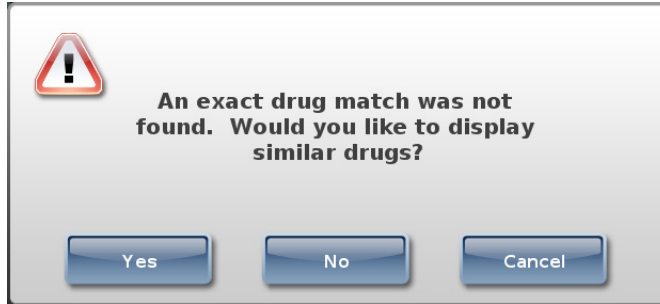 An exact drug match was not
found.  Would you like to display
similar drugs?
Yes No Cancel